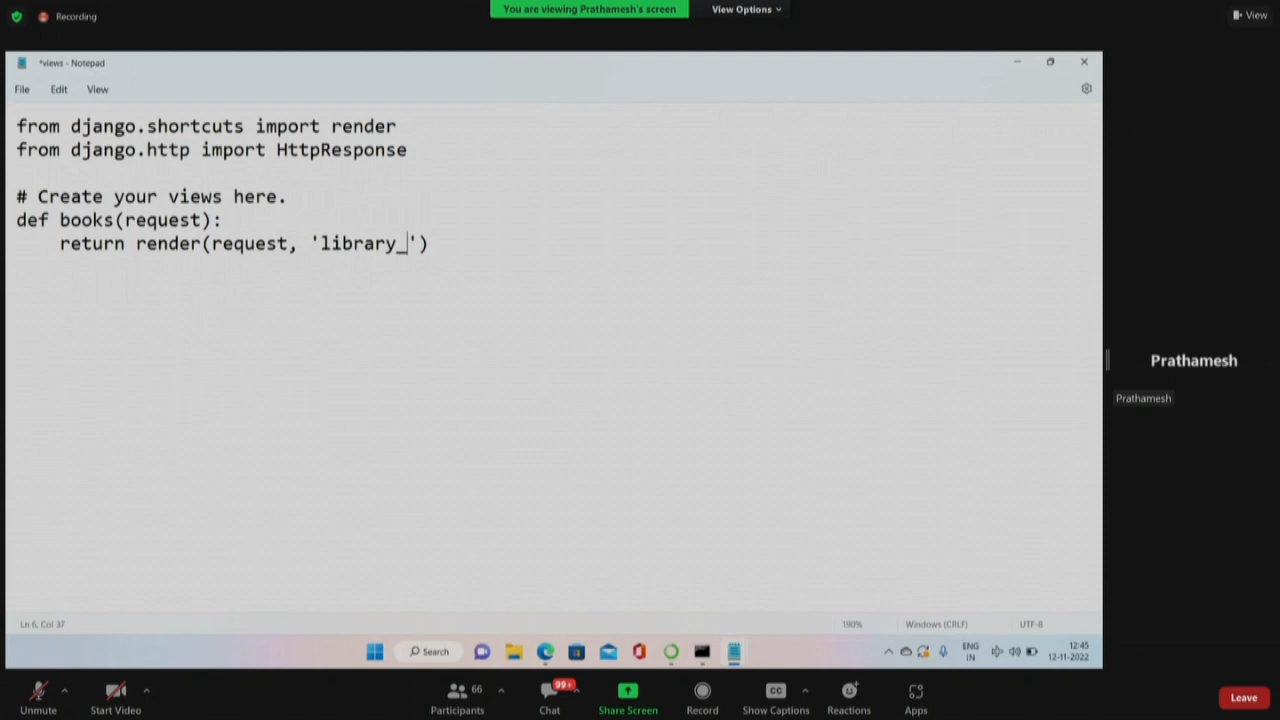 Recording
You are viewing Prathamesh's screen
View Options
View
*views - Notepad
File Edit View
from django.shortcuts import render
from django.http import HttpResponse
# Create your views here.
def books(request):
    return render(request, 'library_')
Prathamesh
Prathamesh
Ln 6, Col 37
190%
Windows (CRLF)
UTF-8
Search
ENG
IN
12:45
12-11-2022
Unmute
Start Video
66
Participants
99+
Chat
Share Screen
Record
CC
Show Captions
Reactions
Apps
Leave